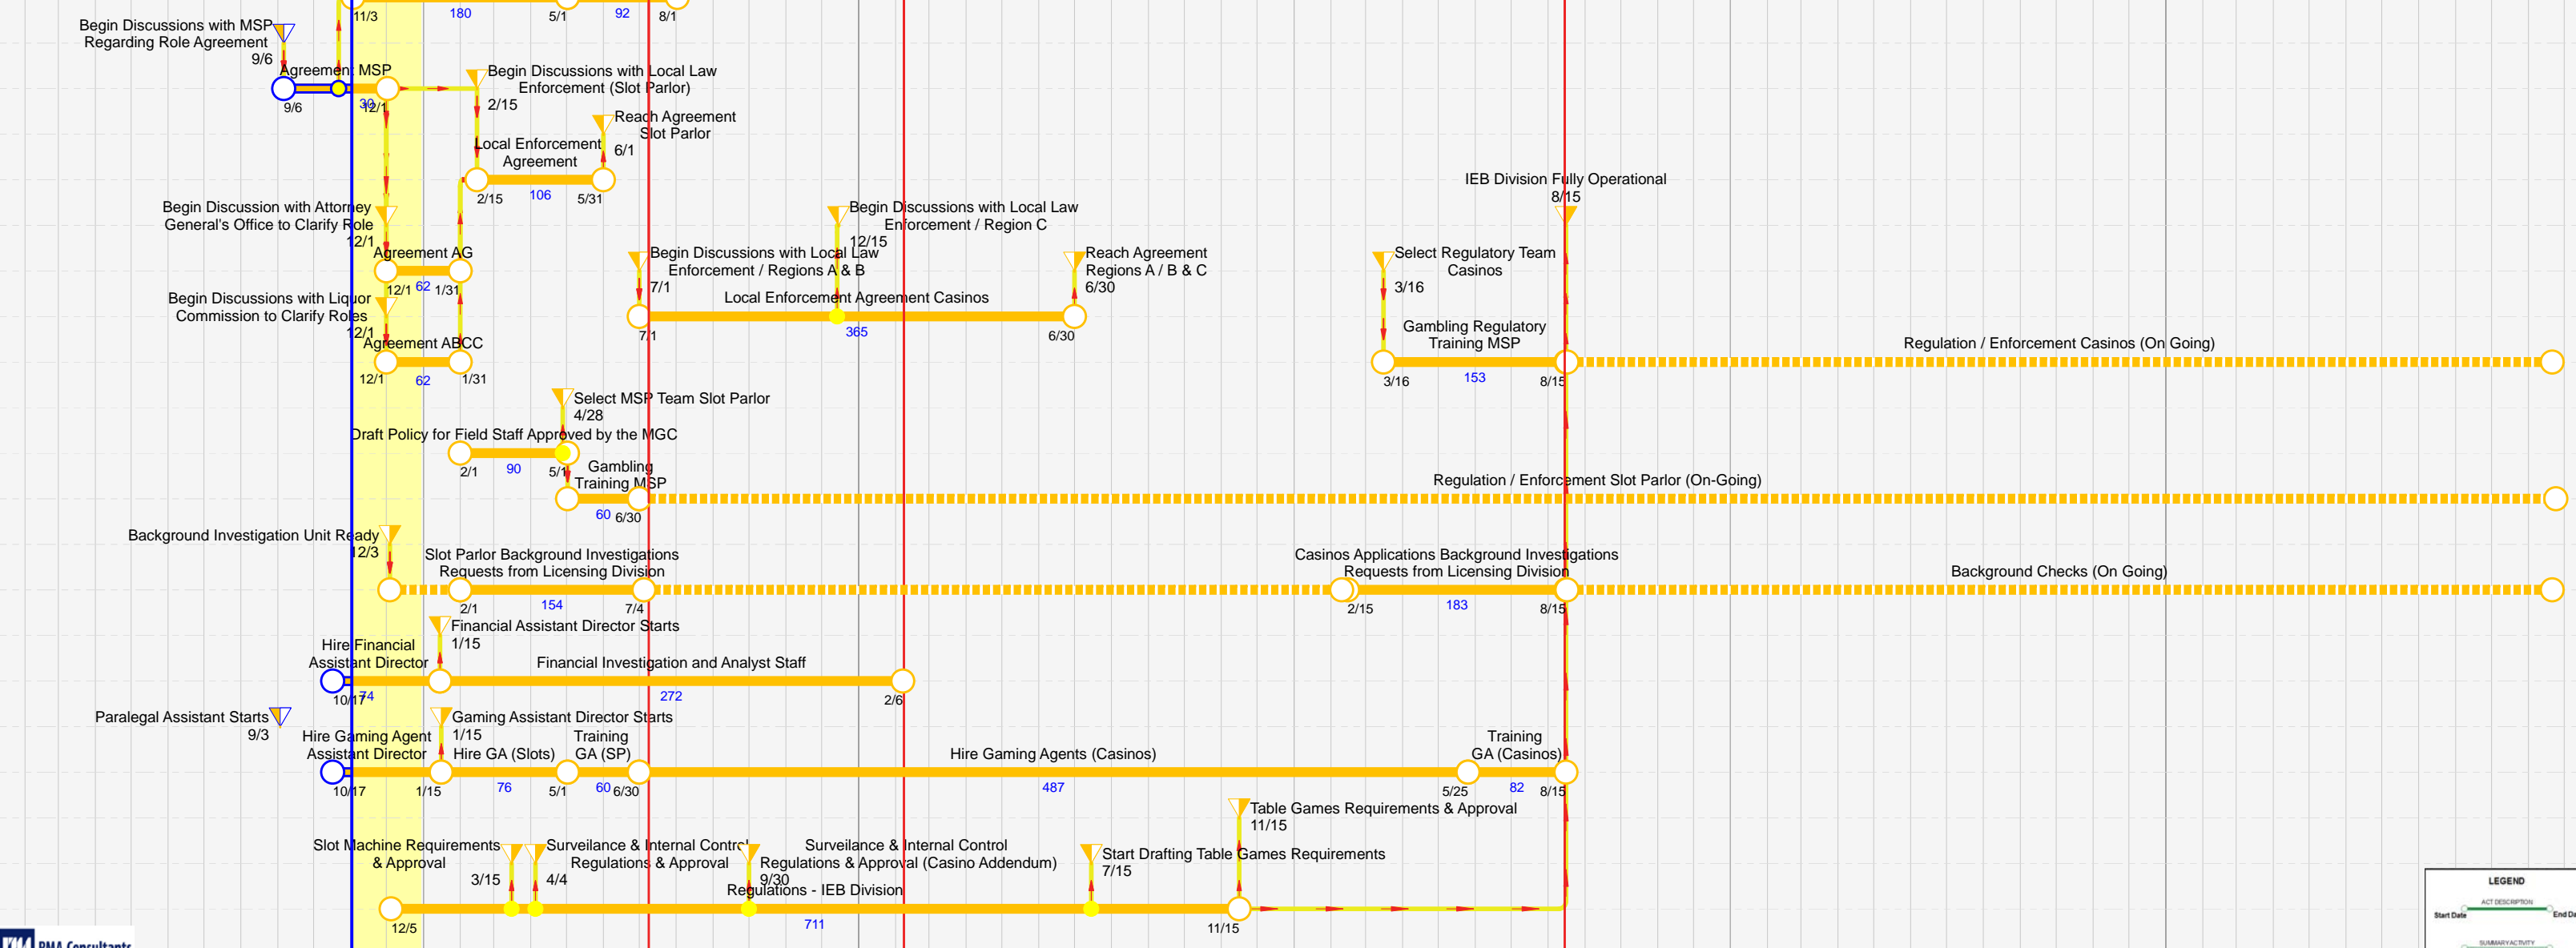 11/3
180
5/1
92
8/1
Begin Discussions with MSP
Regarding Role Agreement
9/6
Agreement MSP
9/6
30
12/1
Begin Discussions with Local Law
Enforcement (Slot Parlor)
2/15
Reach Agreement
Slot Parlor
6/1
Local Enforcement
Agreement
2/15
106
5/31
IEB Division Fully Operational
8/15
Begin Discussion with Attorney
General's Office to Clarify Role
12/1
Agreement AG
12/1
62
1/31
Begin Discussions with Local Law
Enforcement / Region C
12/15
Begin Discussions with Local Law
Enforcement / Regions A & B
7/1
Reach Agreement
Regions A / B & C
6/30
Select Regulatory Team
Casinos
3/16
Local Enforcement Agreement Casinos
7/1
365
6/30
Begin Discussions with Liquor
Commission to Clarify Roles
12/1
Agreement ABCC
12/1
62
1/31
Gambling Regulatory
Training MSP
3/16
153
8/15
Regulation / Enforcement Casinos (On Going)
Select MSP Team Slot Parlor
4/28
Draft Policy for Field Staff Approved by the MGC
2/1
90
5/1
Gambling
Training MSP
60
6/30
Regulation / Enforcement Slot Parlor (On-Going)
Background Investigation Unit Ready
12/3
Slot Parlor Background Investigations
Requests from Licensing Division
2/1
154
7/4
Casinos Applications Background Investigations
Requests from Licensing Division
2/15
183
8/15
Background Checks (On Going)
Financial Assistant Director Starts
1/15
Hire Financial
Assistant Director
10/17
74
Financial Investigation and Analyst Staff
272
2/6
Paralegal Assistant Starts
9/3
Gaming Assistant Director Starts
1/15
Hire Gaming Agent
Assistant Director
10/17
1/15
Hire GA (Slots)
76
5/1
Training
GA (SP)
60
6/30
Hire Gaming Agents (Casinos)
487
5/25
Training
GA (Casinos)
82
8/15
Table Games Requirements & Approval
11/15
Slot Machine Requirements
& Approval
3/15
Surveilance & Internal Control
Regulations & Approval
4/4
Surveilance & Internal Control
Regulations & Approval (Casino Addendum)
9/30
Start Drafting Table Games Requirements
7/15
Regulations - IEB Division
12/5
711
11/15
LEGEND
ACT DESCRIPTION
Start Date
End Da
SUMMARY ACTIVITY
PMA Consultants